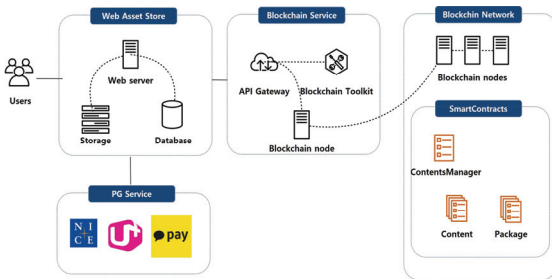 Web Asset Store
Blockchain Service
Blockchin Network
Web server
Users
API Gateway
Blockchain Toolkit
Blockchain nodes
Storage
Database
Blockchain node
SmartContracts
ContentsManager
PG Service
N I
C E
U+
pay
Content
Package